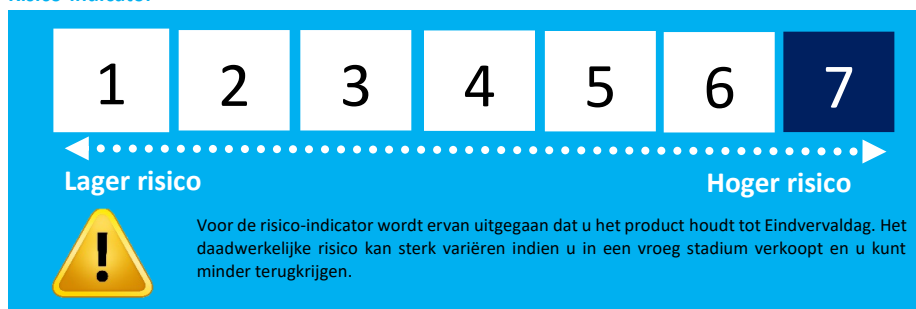 Risico-indicator
1 2 3 4 5 6 7
Lager risico Hoger risico
Voor de risico-indicator wordt ervan uitgegaan dat u het product houdt tot Eindvervaldag. Het
daadwerkelijke risico kan sterk variëren indien u in een vroeg stadium verkoopt en u kunt
minder terugkrijgen.